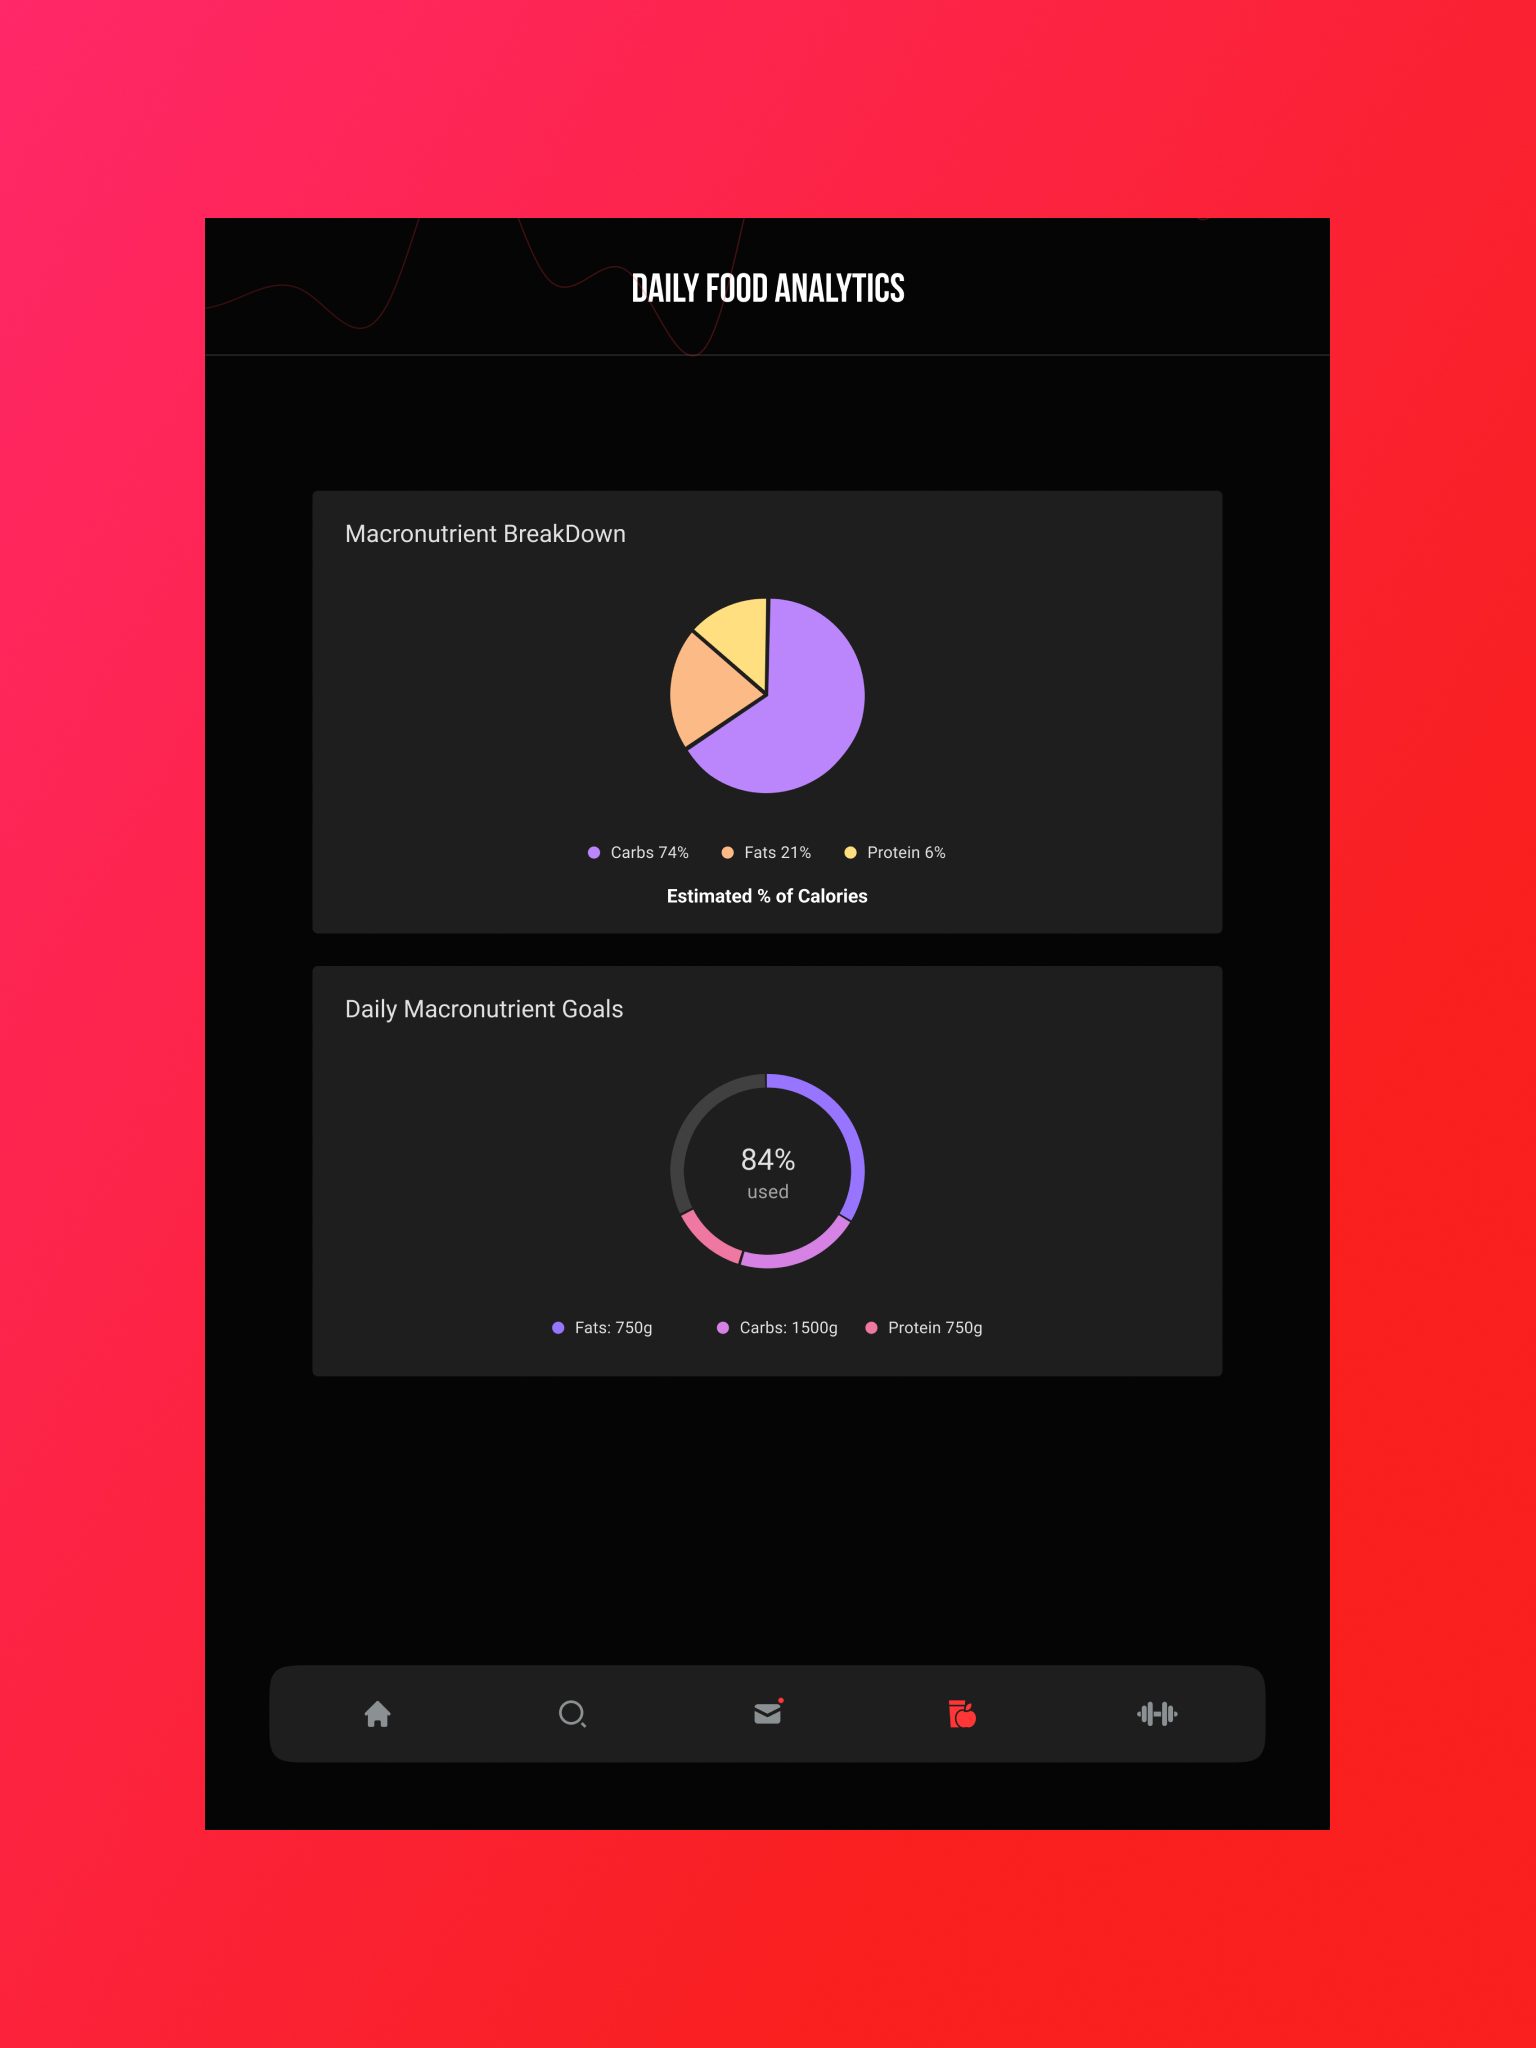 DAILY FOOD ANALYTICS
Macronutrient BreakDown
Carbs 74% Fats 21% Protein 6%
Estimated % of Calories
Daily Macronutrient Goals
84%
used
Fats: 750g Carbs: 1500g Protein 750g